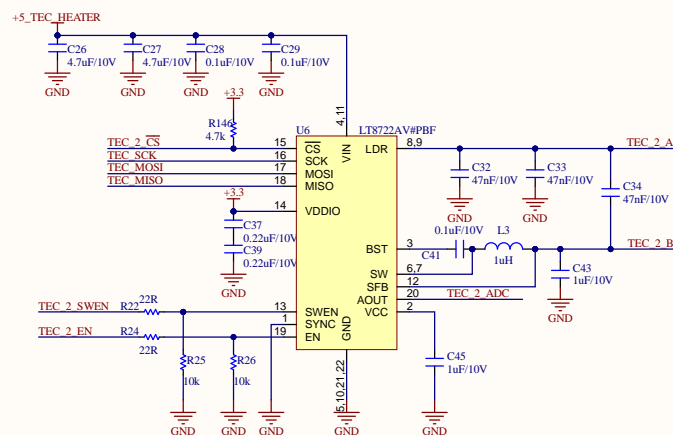 +5_TEC_HEATER
C26
4.7uF/10V
GND
C27
4.7uF/10V
GND
C28
0.1uF/10V
GND
C29
0.1uF/10V
GND
+3.3
R146
4.7k
U6
4,11
LT8722AV#PBF
TEC_2_CS
15
CS
TEC_SCK
16
SCK
TEC_MOSI
17
MOSI
TEC_MISO
18
MISO
VIN
LDR
8,9
TEC_2_A
C32
47nF/10V
GND
C33
47nF/10V
GND
C34
47nF/10V
+3.3
14
VDDIO
C37
0.22uF/10V
C39
0.22uF/10V
GND
BST
3
0.1uF/10V
C41
L3
1uH
TEC_2_B
SW
6,7
SFB
12
AOUT
20
TEC_2_ADC
VCC
2
C43
1uF/10V
GND
TEC_2_SWEN
R22
22R
13
SWEN
1
SYNC
TEC_2_EN
R24
22R
19
EN
GND
5,10,21,22
R25
10k
R26
10k
C45
1uF/10V
GND
GND
GND
GND
GND